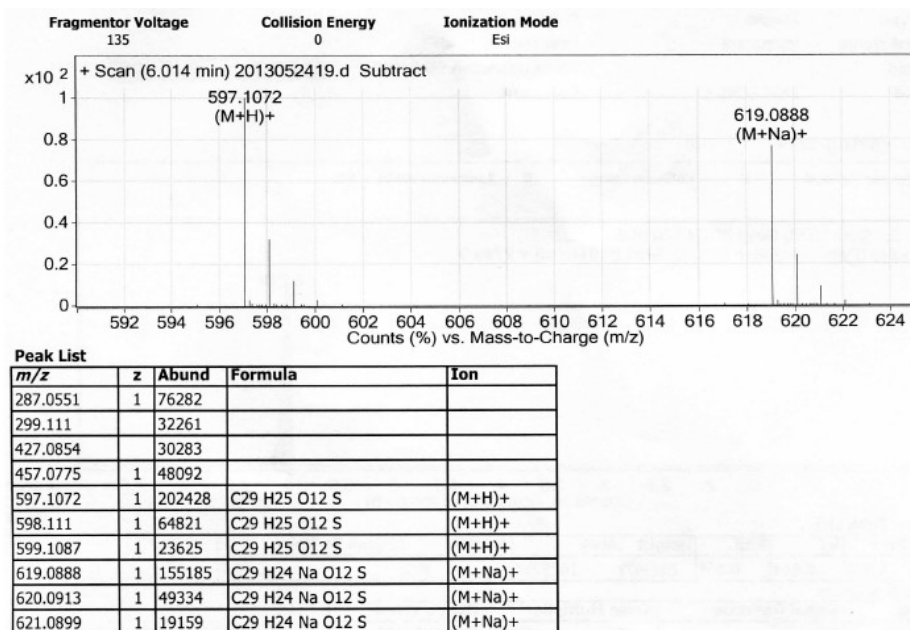 Fragmentor Voltage Collision Energy Ionization Mode
135 0 Esi
x10 2 + Scan (6.014 min) 2013052419.d Subtract
1
597.1072
(M+H)+
619.0888
(M+Na)+
0.8
0.6
0.4
0.2
0
592 594 596 598 600 602 604 606 608 610 612 614 616 618 620 622 624
Counts (%) vs. Mass-to-Charge (m/z)
Peak List
m/z z Abund Formula Ion
287.0551 1 76282
299.111 32261
427.0854 30283
457.0775 1 48092
597.1072 1 202428 C29 H25 O12 S (M+H)+
598.111 1 64821 C29 H25 O12 S (M+H)+
599.1087 1 23625 C29 H25 O12 S (M+H)+
619.0888 1 155185 C29 H24 Na O12 S (M+Na)+
620.0913 1 49334 C29 H24 Na O12 S (M+Na)+
621.0899 1 19159 C29 H24 Na O12 S (M+Na)+